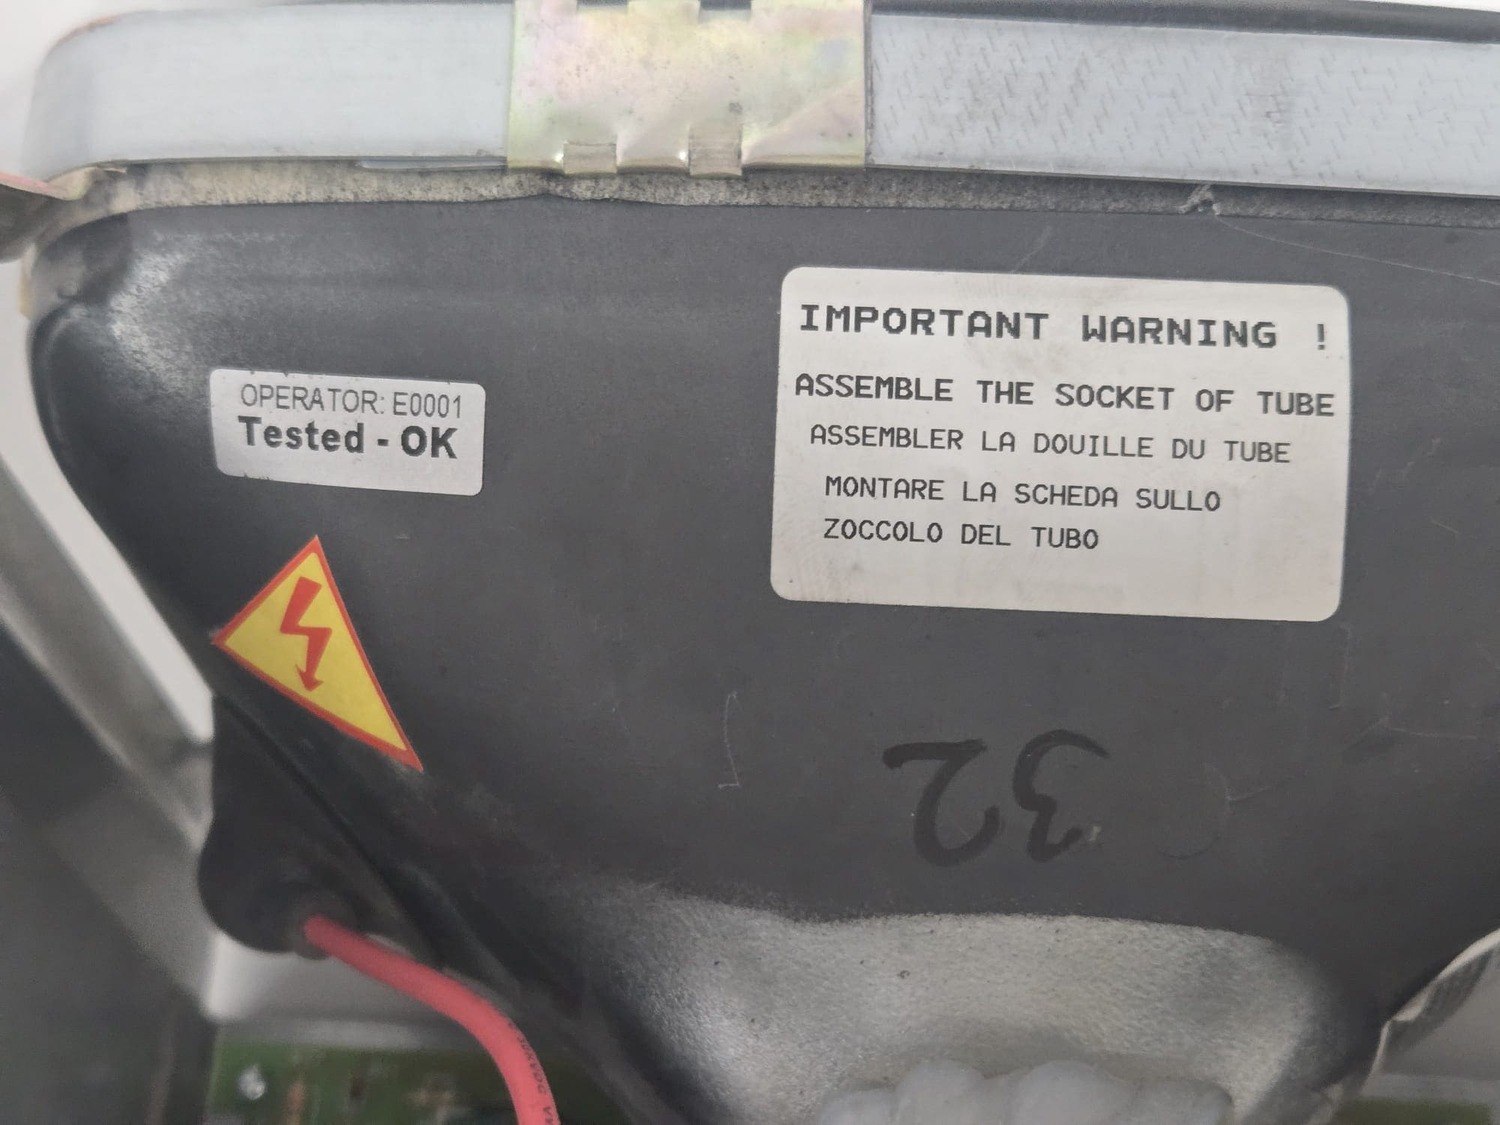 OPERATOR: E0001
Tested - OK
IMPORTANT WARNING !
ASSEMBLE THE SOCKET OF TUBE
ASSEMBLER LA DOUILLE DU TUBE
MONTARE LA SCHEDA SULLO
ZOCCOLO DEL TUBO
32